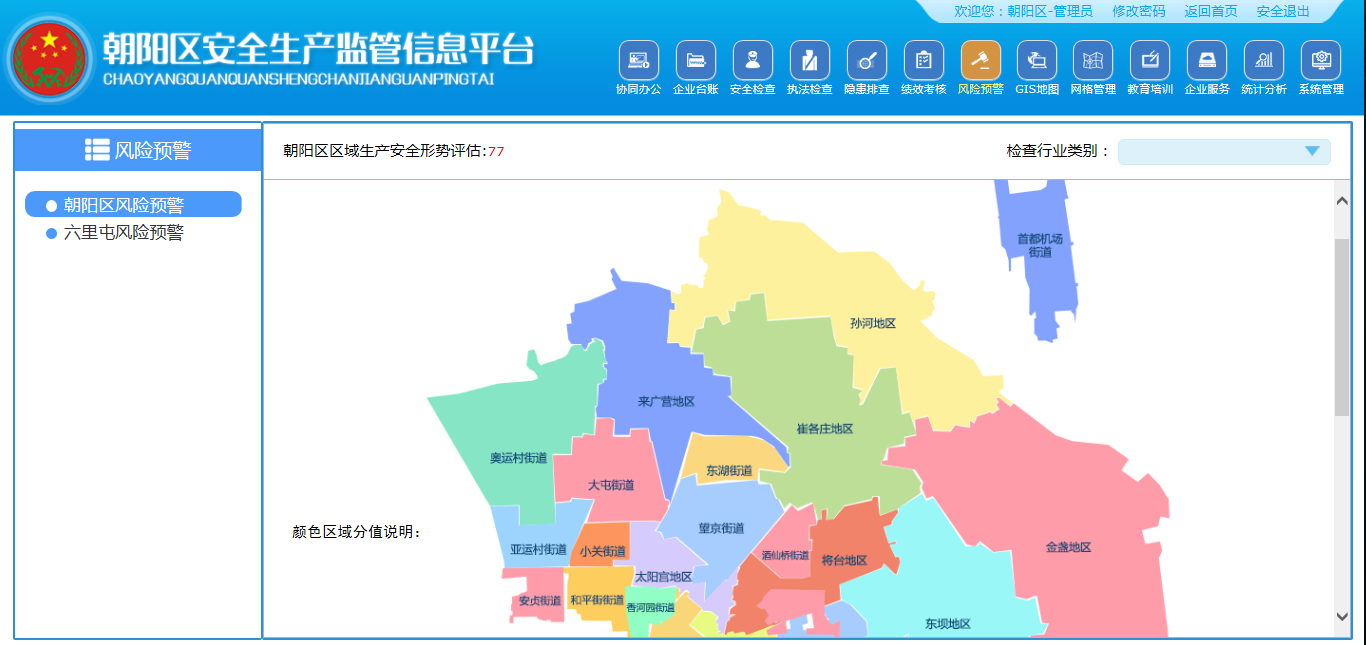 欢迎您：朝阳区-管理员 修改密码 返回首页 安全退出
朝阳区安全生产监管信息平台
CHAOYANGQUANQUANSHENGCHANJIANGUANPINGTAI
协同办公 企业台账 安全检查 执法检查 隐患排查 绩效考核 风险预警 GIS地图 网格管理 教育培训 企业服务 统计分析 系统管理
风险预警
朝阳区区域生产安全形势评估:77
检查行业类别：
朝阳区风险预警
六里屯风险预警
首都机场
街道
孙河地区
来广营地区
崔各庄地区
奥运村街道
东湖街道
大屯街道
颜色区域分值说明：
望京街道
亚运村街道
小关街道
酒仙桥街道
将台地区
金盏地区
太阳宫地区
安贞街道
和平街街道
香河园街道
东坝地区